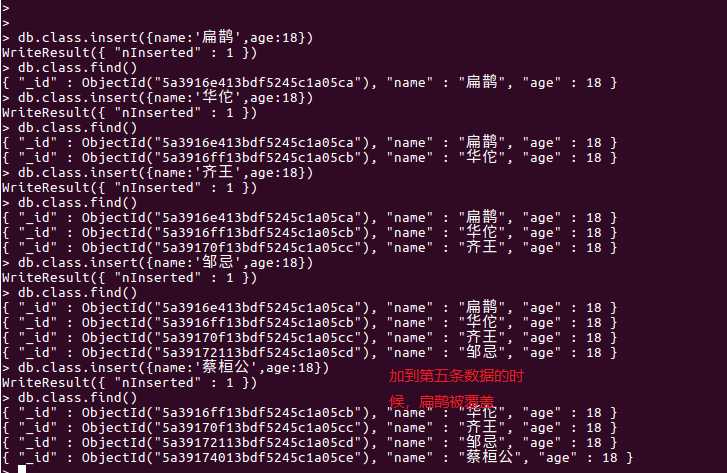 >
>
> db.class.insert({name:'扁鹊',age:18})
WriteResult({ "nInserted" : 1 })
> db.class.find()
{ "_id" : ObjectId("5a3916e413bdf5245c1a05ca"), "name" : "扁鹊", "age" : 18 }
> db.class.insert({name:'华佗',age:18})
WriteResult({ "nInserted" : 1 })
> db.class.find()
{ "_id" : ObjectId("5a3916e413bdf5245c1a05ca"), "name" : "扁鹊", "age" : 18 }
{ "_id" : ObjectId("5a3916ff13bdf5245c1a05cb"), "name" : "华佗", "age" : 18 }
> db.class.insert({name:'齐王',age:18})
WriteResult({ "nInserted" : 1 })
> db.class.find()
{ "_id" : ObjectId("5a3916e413bdf5245c1a05ca"), "name" : "扁鹊", "age" : 18 }
{ "_id" : ObjectId("5a3916ff13bdf5245c1a05cb"), "name" : "华佗", "age" : 18 }
{ "_id" : ObjectId("5a39170f13bdf5245c1a05cc"), "name" : "齐王", "age" : 18 }
> db.class.insert({name:'邹忌',age:18})
WriteResult({ "nInserted" : 1 })
> db.class.find()
{ "_id" : ObjectId("5a3916e413bdf5245c1a05ca"), "name" : "扁鹊", "age" : 18 }
{ "_id" : ObjectId("5a3916ff13bdf5245c1a05cb"), "name" : "华佗", "age" : 18 }
{ "_id" : ObjectId("5a39170f13bdf5245c1a05cc"), "name" : "齐王", "age" : 18 }
{ "_id" : ObjectId("5a39172113bdf5245c1a05cd"), "name" : "邹忌", "age" : 18 }
> db.class.insert({name:'蔡桓公',age:18})
WriteResult({ "nInserted" : 1 })
加到第五条数据的时
> db.class.find()
候，扁鹊被覆盖
{ "_id" : ObjectId("5a3916ff13bdf5245c1a05cb"), "name" : "华佗", "age" : 18 }
{ "_id" : ObjectId("5a39170f13bdf5245c1a05cc"), "name" : "齐王", "age" : 18 }
{ "_id" : ObjectId("5a39172113bdf5245c1a05cd"), "name" : "邹忌", "age" : 18 }
{ "_id" : ObjectId("5a39174013bdf5245c1a05ce"), "name" : "蔡桓公", "age" : 18 }
>